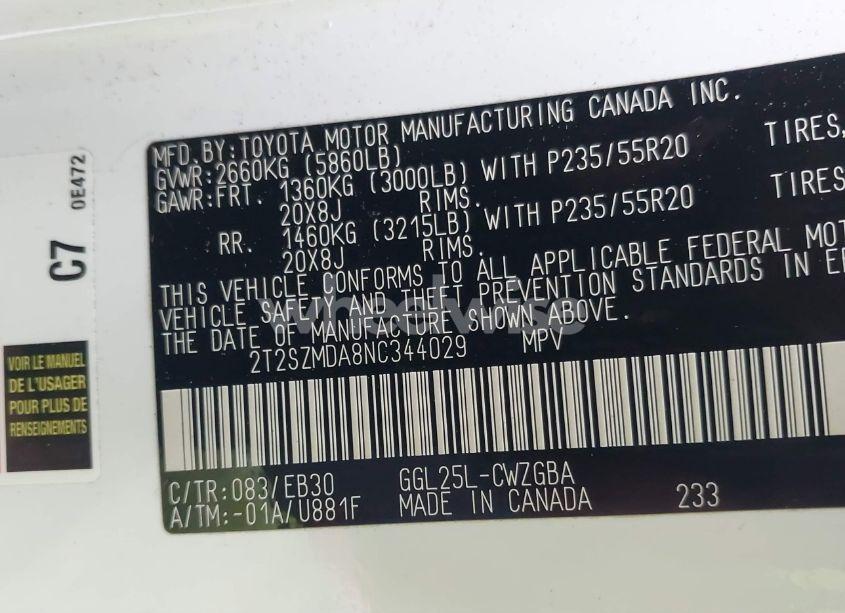 MFD.BY:TOYOTA MOTOR MANUFACTURING CANADA INC.
GVWR:2660KG (5860LB)
GAWR:FRT. 1360KG (3000LB) WITH P235/55R20 TIRES,
20X8J RIMS.
RR. 1460KG (3215LB) WITH P235/55R20 TIRES
20X8J RIMS.
THIS VEHICLE CONFORMS TO ALL APPLICABLE FEDERAL MOT
VEHICLE SAFETY AND THEFT PREVENTION STANDARDS IN EF
THE DATE OF MANUFACTURE SHOWN ABOVE.
2T2SZMDA8NC344029 MPV
C/TR:083/EB30 GGL25L-CWZGBA
A/TM:-01A/U881F MADE IN CANADA 233
C7 0E472
VOIR LE MANUEL
DE L'USAGER
POUR PLUS DE
RENSEIGNEMENTS
wheelwise